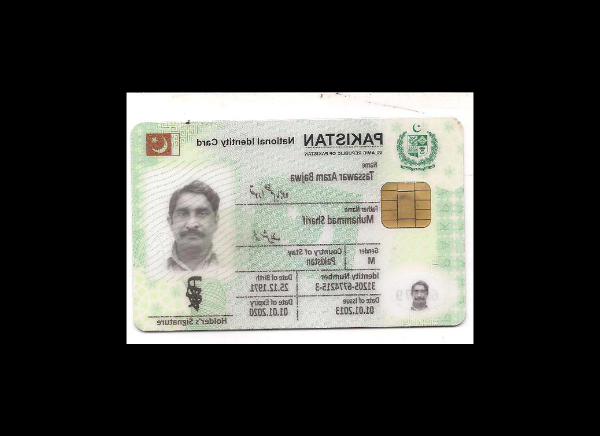 PAKISTAN National Identity Card
ISLAMIC REPUBLIC OF PAKISTAN
Name
Tassawar Azam Bajwa
Father Name
Muhammad Sharif
Gender Country of Stay
M Pakistan
Identity Number Date of Birth
31205-6774215-3 25.12.1971
Date of Issue Date of Expiry
01.01.2013 01.01.2020
Holder's Signature